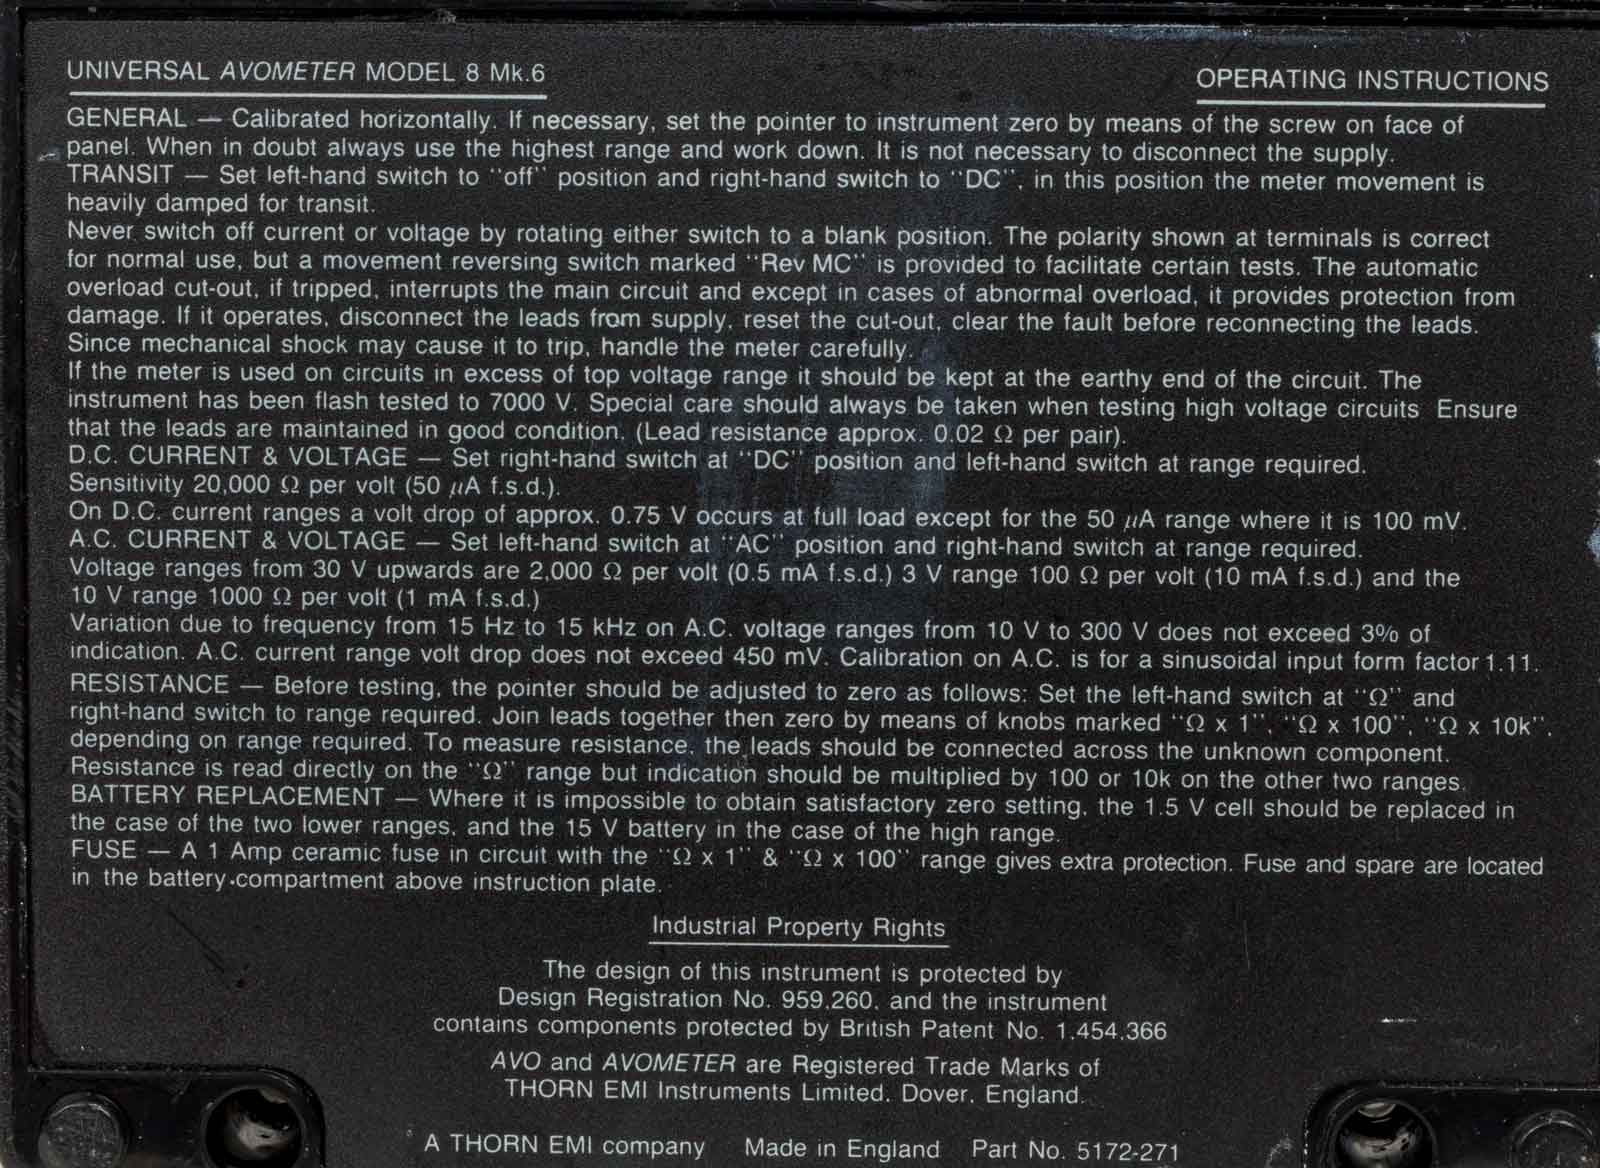 UNIVERSAL AVOMETER MODEL 8 Mk.6
OPERATING INSTRUCTIONS
GENERAL — Calibrated horizontally. If necessary, set the pointer to instrument zero by means of the screw on face of
panel. When in doubt always use the highest range and work down. It is not necessary to disconnect the supply.
TRANSIT — Set left-hand switch to "off" position and right-hand switch to "DC", in this position the meter movement is
heavily damped for transit.
Never switch off current or voltage by rotating either switch to a blank position. The polarity shown at terminals is correct
for normal use, but a movement reversing switch marked "Rev MC" is provided to facilitate certain tests. The automatic
overload cut-out, if tripped, interrupts the main circuit and except in cases of abnormal overload, it provides protection from
damage. If it operates, disconnect the leads from supply, reset the cut-out, clear the fault before reconnecting the leads.
Since mechanical shock may cause it to trip, handle the meter carefully.
If the meter is used on circuits in excess of top voltage range it should be kept at the earthy end of the circuit. The
instrument has been flash tested to 7000 V. Special care should always be taken when testing high voltage circuits Ensure
that the leads are maintained in good condition. (Lead resistance approx. 0.02 Ω per pair).
D.C. CURRENT & VOLTAGE — Set right-hand switch at "DC" position and left-hand switch at range required.
Sensitivity 20,000 Ω per volt (50 μA f.s.d.).
On D.C. current ranges a volt drop of approx. 0.75 V occurs at full load except for the 50 μA range where it is 100 mV.
A.C. CURRENT & VOLTAGE — Set left-hand switch at "AC" position and right-hand switch at range required.
Voltage ranges from 30 V upwards are 2,000 Ω per volt (0.5 mA f.s.d.) 3 V range 100 Ω per volt (10 mA f.s.d.) and the
10 V range 1000 Ω per volt (1 mA f.s.d.)
Variation due to frequency from 15 Hz to 15 kHz on A.C. voltage ranges from 10 V to 300 V does not exceed 3% of
indication. A.C. current range volt drop does not exceed 450 mV. Calibration on A.C. is for a sinusoidal input form factor 1.11.
RESISTANCE — Before testing, the pointer should be adjusted to zero as follows: Set the left-hand switch at "Ω" and
right-hand switch to range required. Join leads together then zero by means of knobs marked "Ω x 1", "Ω x 100", "Ω x 10k",
depending on range required. To measure resistance, the leads should be connected across the unknown component.
Resistance is read directly on the "Ω" range but indication should be multiplied by 100 or 10k on the other two ranges.
BATTERY REPLACEMENT — Where it is impossible to obtain satisfactory zero setting, the 1.5 V cell should be replaced in
the case of the two lower ranges, and the 15 V battery in the case of the high range.
FUSE — A 1 Amp ceramic fuse in circuit with the "Ω x 1" & "Ω x 100" range gives extra protection. Fuse and spare are located
in the battery compartment above instruction plate.
Industrial Property Rights
The design of this instrument is protected by
Design Registration No. 959,260, and the instrument
contains components protected by British Patent No. 1,454,366
AVO and AVOMETER are Registered Trade Marks of
THORN EMI Instruments Limited, Dover, England.
A THORN EMI company Made in England Part No. 5172-271